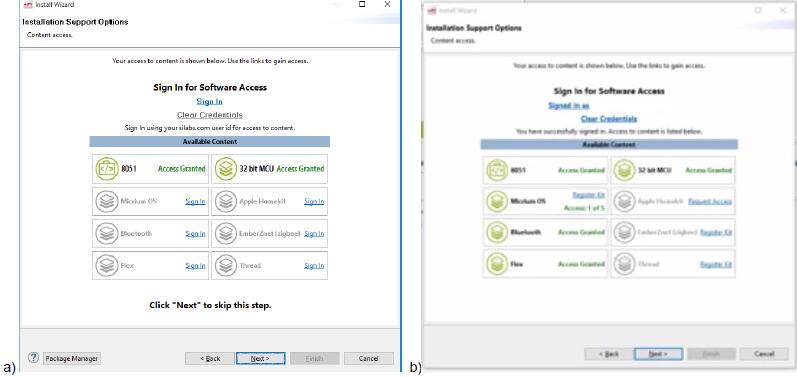 Install Wizard
Installation Support Options
Content access.
Your access to content is shown below. Use the links to gain access.
Sign In for Software Access
Sign In
Clear Credentials
Sign In using your silabs.com user id for access to content.
Available Content
8051 Access Granted
32 bit MCU Access Granted
Micrium OS Sign In
Apple HomeKit Sign In
Bluetooth Sign In
EmberZnet (zigbee) Sign In
Flex Sign In
Thread Sign In
Click "Next" to skip this step.
? Package Manager
< Back
Next >
Finish
Cancel
a)
Install Wizard
Installation Support Options
Content access.
Your access to content is shown below. Use the links to gain access.
Sign In for Software Access
Signed in as
Clear Credentials
You have successfully signed in. Access to content is listed below.
Available Content
8051 Access Granted
32 bit MCU Access Granted
Micrium OS Register Kit
Access 1 of 5
Apple HomeKit Request Access
Bluetooth Access Granted
EmberZnet (zigbee) Register Kit
Flex Access Granted
Thread Register Kit
< Back
Next >
Finish
Cancel
b)